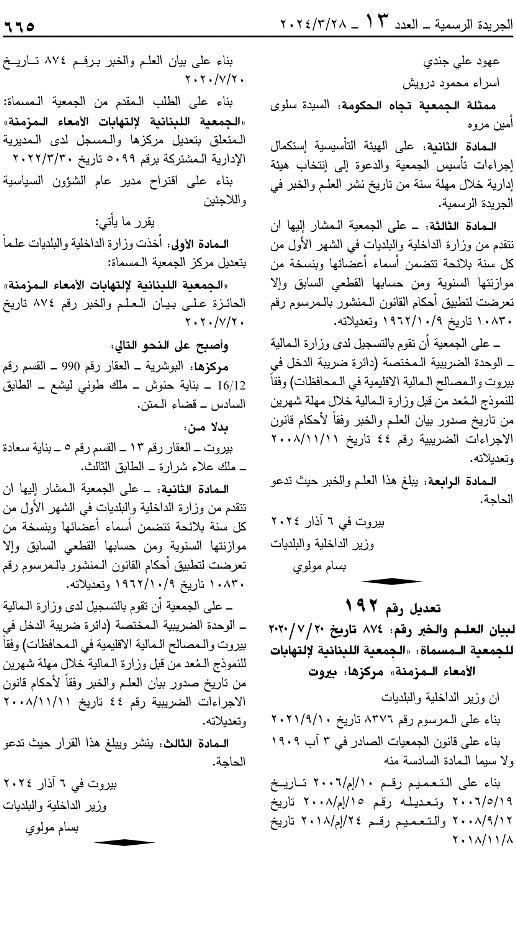 الجريدة الرسمية ــ العدد ١٣ ــ ٢٠٢٤/٣/٢٨
٦٦٥
عهود علي جندي
اسراء محمود درويش
ممثلة الجمعية تجاه الحكومة: السيدة سلوى
أمين مروه
المادة الثانية: على الهيئة التأسيسية إستكمال
إجراءات تأسيس الجمعية والدعوة إلى إنتخاب هيئة
إدارية خلال مهلة سنة من تاريخ نشر العلم والخبر في
الجريدة الرسمية.
المادة الثالثة: ــ على الجمعية المشار إليها ان
تتقدم من وزارة الداخلية والبلديات في الشهر الأول من
كل سنة بلائحة تتضمن أسماء أعضائها وبنسخة من
موازنتها السنوية ومن حسابها القطعي السابق وإلا
تعرضت لتطبيق أحكام القانون المنشور بالمرسوم رقم
١٠٨٣٠ تاريخ ١٩٦٢/١٠/٩ وتعديلاته.
ــ على الجمعية أن تقوم بالتسجيل لدى وزارة المالية
ــ الوحدة الضريبية المختصة (دائرة ضريبة الدخل في
بيروت والمصالح المالية الاقليمية في المحافظات) وفقاً
للنموذج المُعد من قبل وزارة المالية خلال مهلة شهرين
من تاريخ صدور بيان العلم والخبر وفقاً لأحكام قانون
الاجراءات الضريبية رقم ٤٤ تاريخ ٢٠٠٨/١١/١١
وتعديلاته.
المادة الرابعة: يبلغ هذا العلم والخبر حيث تدعو
الحاجة.
بيروت في ٦ آذار ٢٠٢٤
وزير الداخلية والبلديات
بسام مولوي
تعديل رقم ١٩٢
لبيان العلم والخبر رقم: ٨٧٤ تاريخ ٢٠٢٠/٧/٢٠
للجمعية المسماة: «الجمعية اللبنانية لإلتهابات
الأمعاء المزمنة» مركزها: بيروت
ان وزير الداخلية والبلديات
بناء على المرسوم رقم ٨٣٧٦ تاريخ ٢٠٢١/٩/١٠
بناء على قانون الجمعيات الصادر في ٣ آب ١٩٠٩
ولا سيما المادة السادسة منه
بناء على التعميم رقم ١٠/إم/٢٠٠٦ تاريخ
٢٠٠٦/٥/١٩ وتعديله رقم ١٥/إم/٢٠٠٨ تاريخ
٢٠٠٨/٩/١٢ والتعميم رقم ٢٤/إم/٢٠١٨ تاريخ
٢٠١٨/١١/٨
بناء على بيان العلم والخبر برقم ٨٧٤ تاريخ
٢٠٢٠/٧/٢٠
بناء على الطلب المقدم من الجمعية المسماة:
«الجمعية اللبنانية لإلتهابات الأمعاء المزمنة»
المتعلق بتعديل مركزها والمسجل لدى المديرية
الإدارية المشتركة برقم ٥٠٩٩ تاريخ ٢٠٢٢/٣/٣٠
بناء على اقتراح مدير عام الشؤون السياسية
واللاجئين
يقرر ما يأتي:
المادة الأولى: أخذت وزارة الداخلية والبلديات علماً
بتعديل مركز الجمعية المسماة:
«الجمعية اللبنانية لإلتهابات الأمعاء المزمنة»
الحائزة على بيان العلم والخبر رقم ٨٧٤ تاريخ
٢٠٢٠/٧/٢٠
وأصبح على النحو التالي:
مركزها: البوشرية ــ العقار رقم 990 ــ القسم رقم
16/12 ــ بناية حنوش ــ ملك طوني ليشع ــ الطابق
السادس ــ قضاء المتن.
بدلا من:
بيروت ــ العقار رقم ١٣ ــ القسم رقم ٥ ــ بناية سعادة
ــ ملك علاء شرارة ــ الطابق الثالث.
المادة الثانية: ــ على الجمعية المشار إليها ان
تتقدم من وزارة الداخلية والبلديات في الشهر الأول من
كل سنة بلائحة تتضمن أسماء أعضائها وبنسخة من
موازنتها السنوية ومن حسابها القطعي السابق وإلا
تعرضت لتطبيق أحكام القانون المنشور بالمرسوم رقم
١٠٨٣٠ تاريخ ١٩٦٢/١٠/٩ وتعديلاته.
ــ على الجمعية أن تقوم بالتسجيل لدى وزارة المالية
ــ الوحدة الضريبية المختصة (دائرة ضريبة الدخل في
بيروت والمصالح المالية الاقليمية في المحافظات) وفقاً
للنموذج المُعد من قبل وزارة المالية خلال مهلة شهرين
من تاريخ صدور بيان العلم والخبر وفقاً لأحكام قانون
الاجراءات الضريبية رقم ٤٤ تاريخ ٢٠٠٨/١١/١١
وتعديلاته.
المادة الثالث: ينشر ويبلغ هذا القرار حيث تدعو
الحاجة.
بيروت في ٦ آذار ٢٠٢٤
وزير الداخلية والبلديات
بسام مولوي